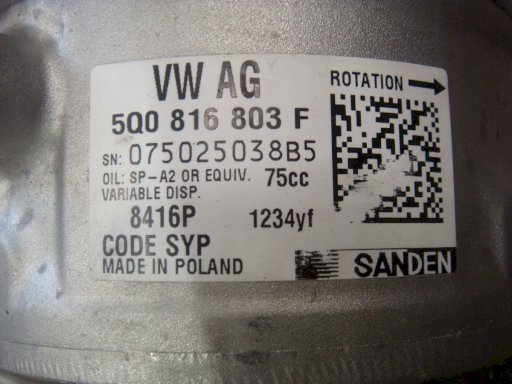 VW AG
ROTATION
5Q0 816 803 F
SN: 075025038B5
OIL: SP-A2 OR EQUIV. 75cc
VARIABLE DISP.
8416P 1234yf
CODE SYP
MADE IN POLAND
SANDEN